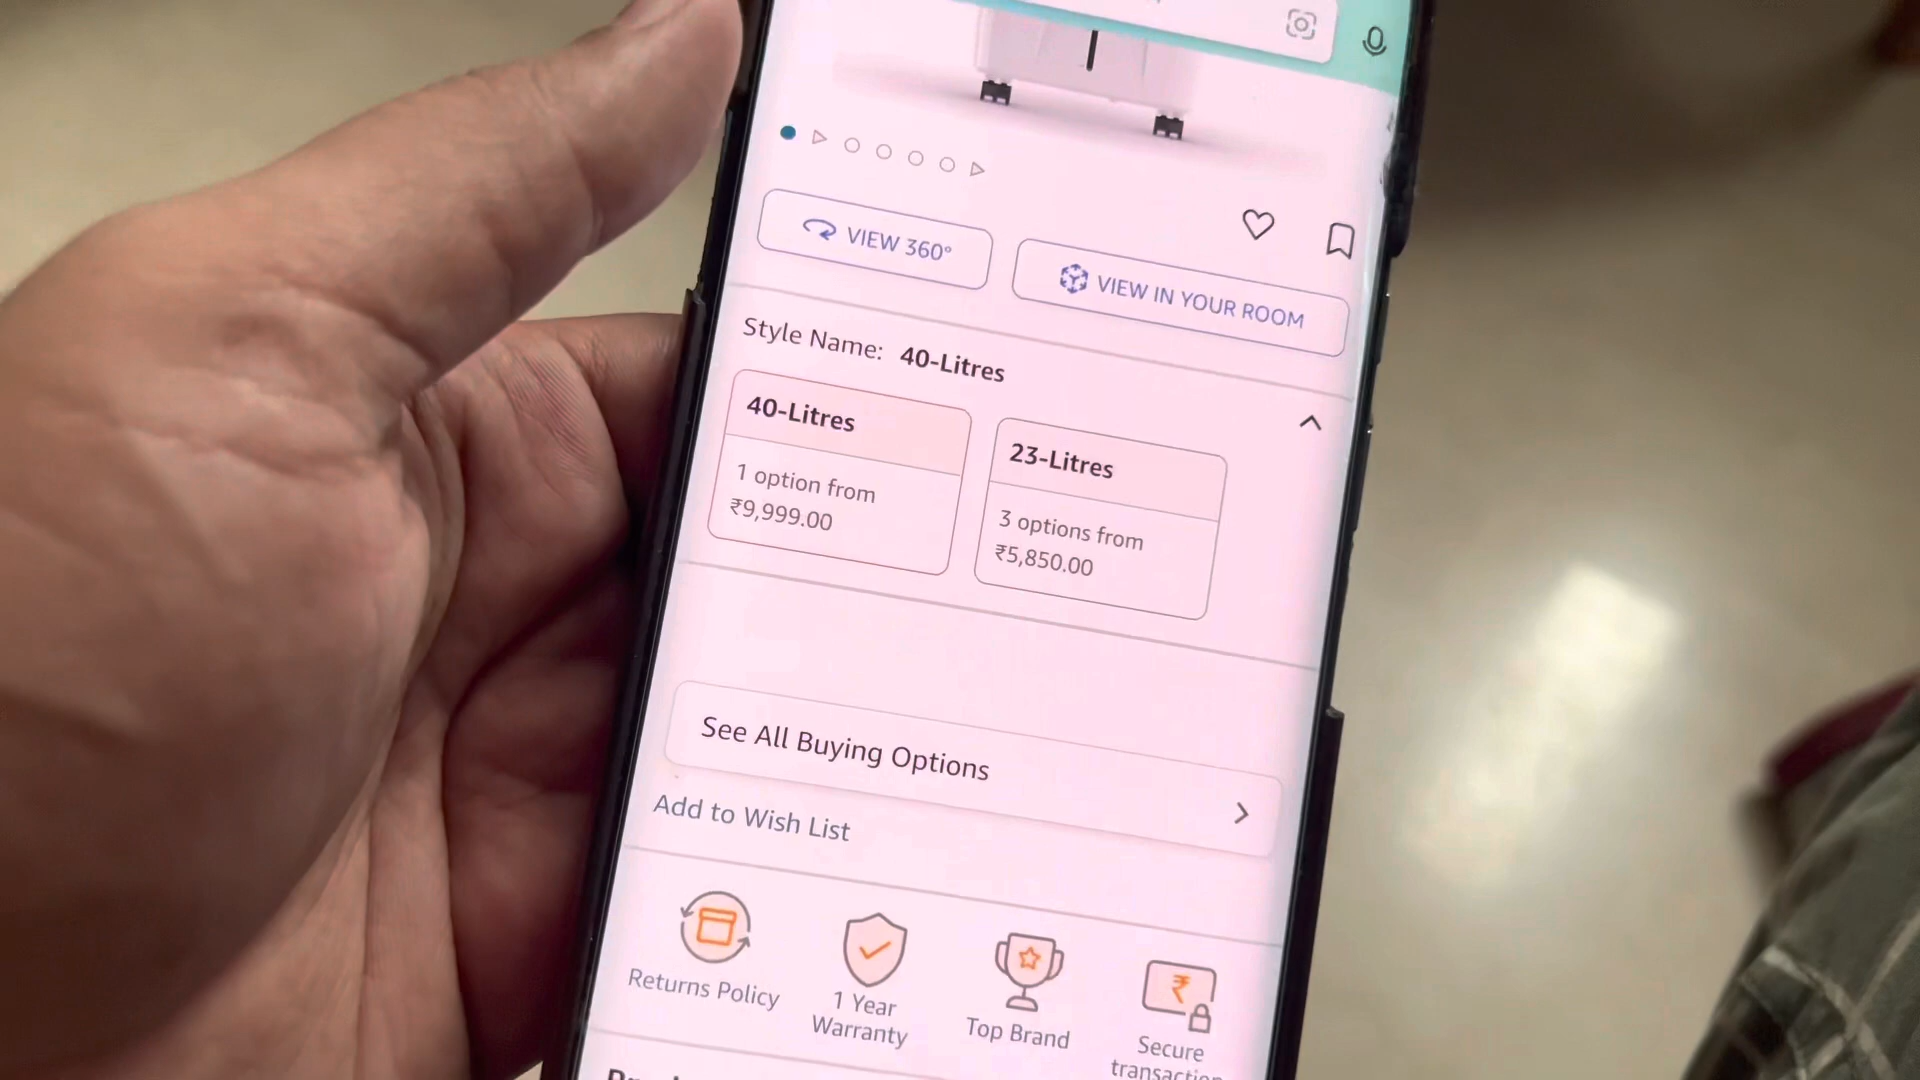 VIEW 360°
VIEW IN YOUR ROOM
Style Name: 40-Litres
40-Litres
1 option from
₹9,999.00
23-Litres
3 options from
₹5,850.00
See All Buying Options
Add to Wish List
Returns Policy
1 Year
Warranty
Top Brand
Secure
transaction